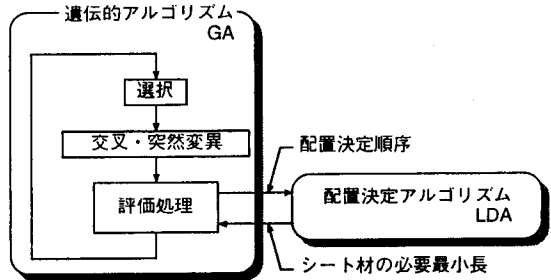 遺伝的アルゴリズム
GA
選択
交叉・突然変異
評価処理
配置決定順序
配置決定アルゴリズム
LDA
シート材の必要最小長